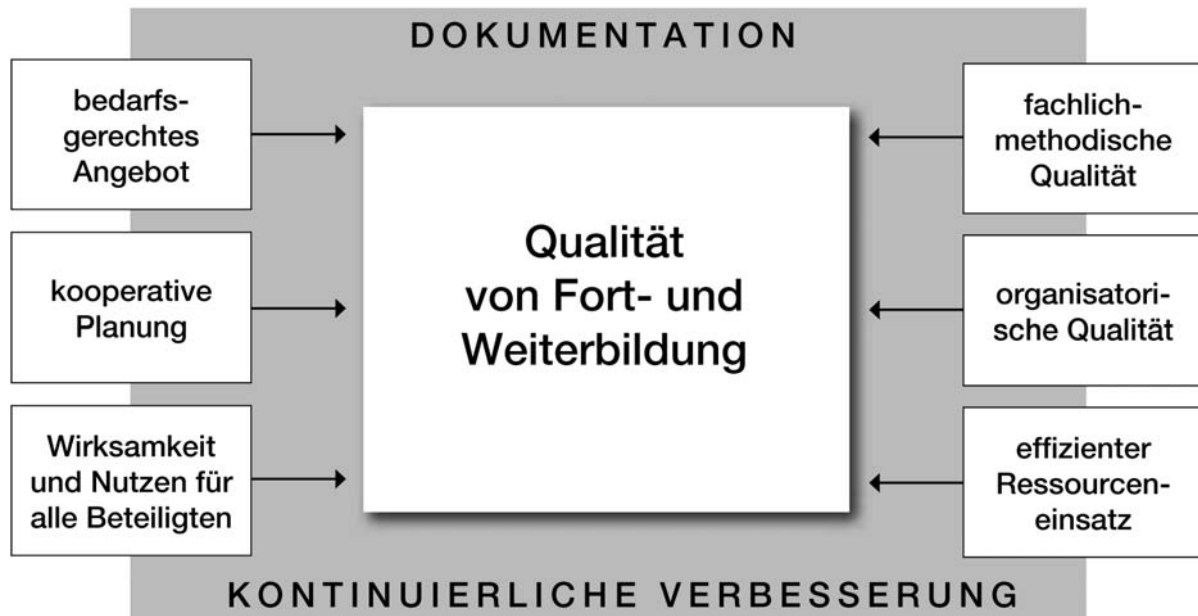 DOKUMENTATION
bedarfs-
gerechtes
Angebot
kooperative
Planung
Wirksamkeit
und Nutzen für
alle Beteiligten
Qualität
von Fort- und
Weiterbildung
fachlich-
methodische
Qualität
organisatori-
sche Qualität
effizienter
Ressourcen-
einsatz
KONTINUIERLICHE VERBESSERUNG